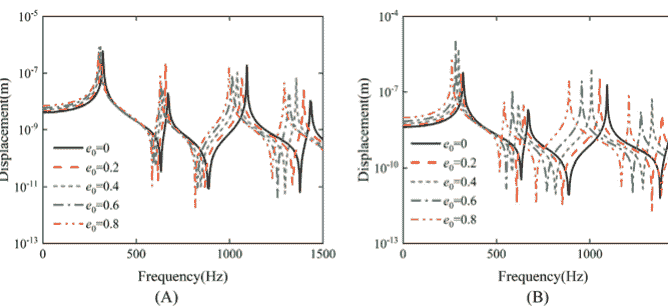 10⁻⁵
10⁻⁷
10⁻⁹
10⁻¹¹
10⁻¹³
Displacement(m)
e₀=0
e₀=0.2
e₀=0.4
e₀=0.6
e₀=0.8
0
500
1000
1500
Frequency(Hz)
(A)
10⁻⁴
10⁻⁷
10⁻¹⁰
10⁻¹³
Displacement(m)
e₀=0
e₀=0.2
e₀=0.4
e₀=0.6
e₀=0.8
0
500
1000
Frequency(Hz)
(B)